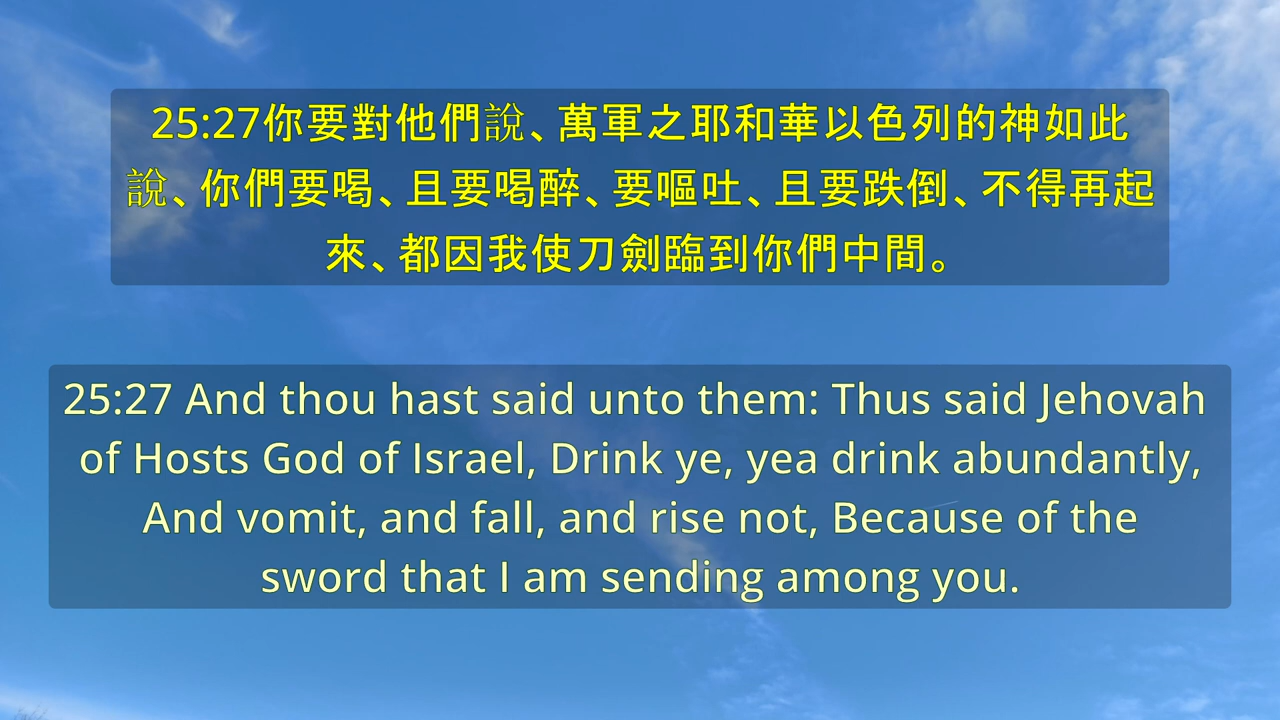 25:27你要對他們說、萬軍之耶和華以色列的神如此
說、你們要喝、且要喝醉、要嘔吐、且要跌倒、不得再起
來、都因我使刀劍臨到你們中間。
25:27 And thou hast said unto them: Thus said Jehovah
of Hosts God of Israel, Drink ye, yea drink abundantly,
And vomit, and fall, and rise not, Because of the
sword that I am sending among you.